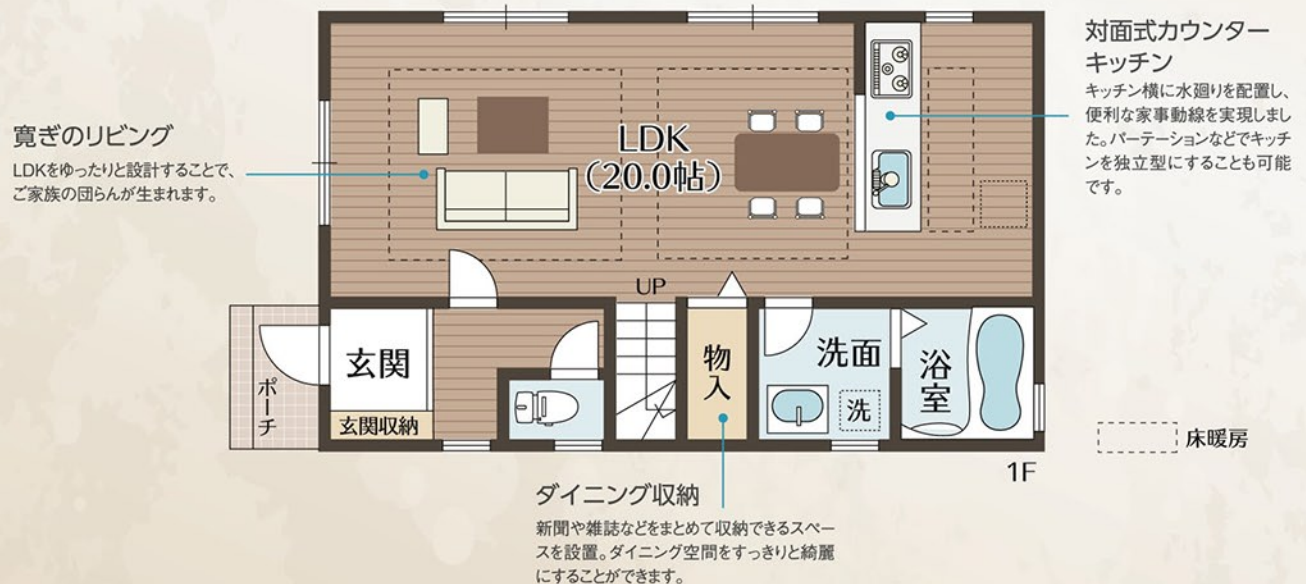 対面式カウンター
キッチン
キッチン横に水廻りを配置し、
便利な家事動線を実現しまし
た。パーテーションなどでキッチ
ンを独立型にすることも可能
です。
寛ぎのリビング
LDKをゆったりと設計することで、
ご家族の団らんが生まれます。
LDK
(20.0帖)
UP
玄関
玄関収納
ポーチ
物入
洗面
洗
浴室
床暖房
1F
ダイニング収納
新聞や雑誌などをまとめて収納できるスペー
スを設置。ダイニング空間をすっきりと綺麗
にすることができます。